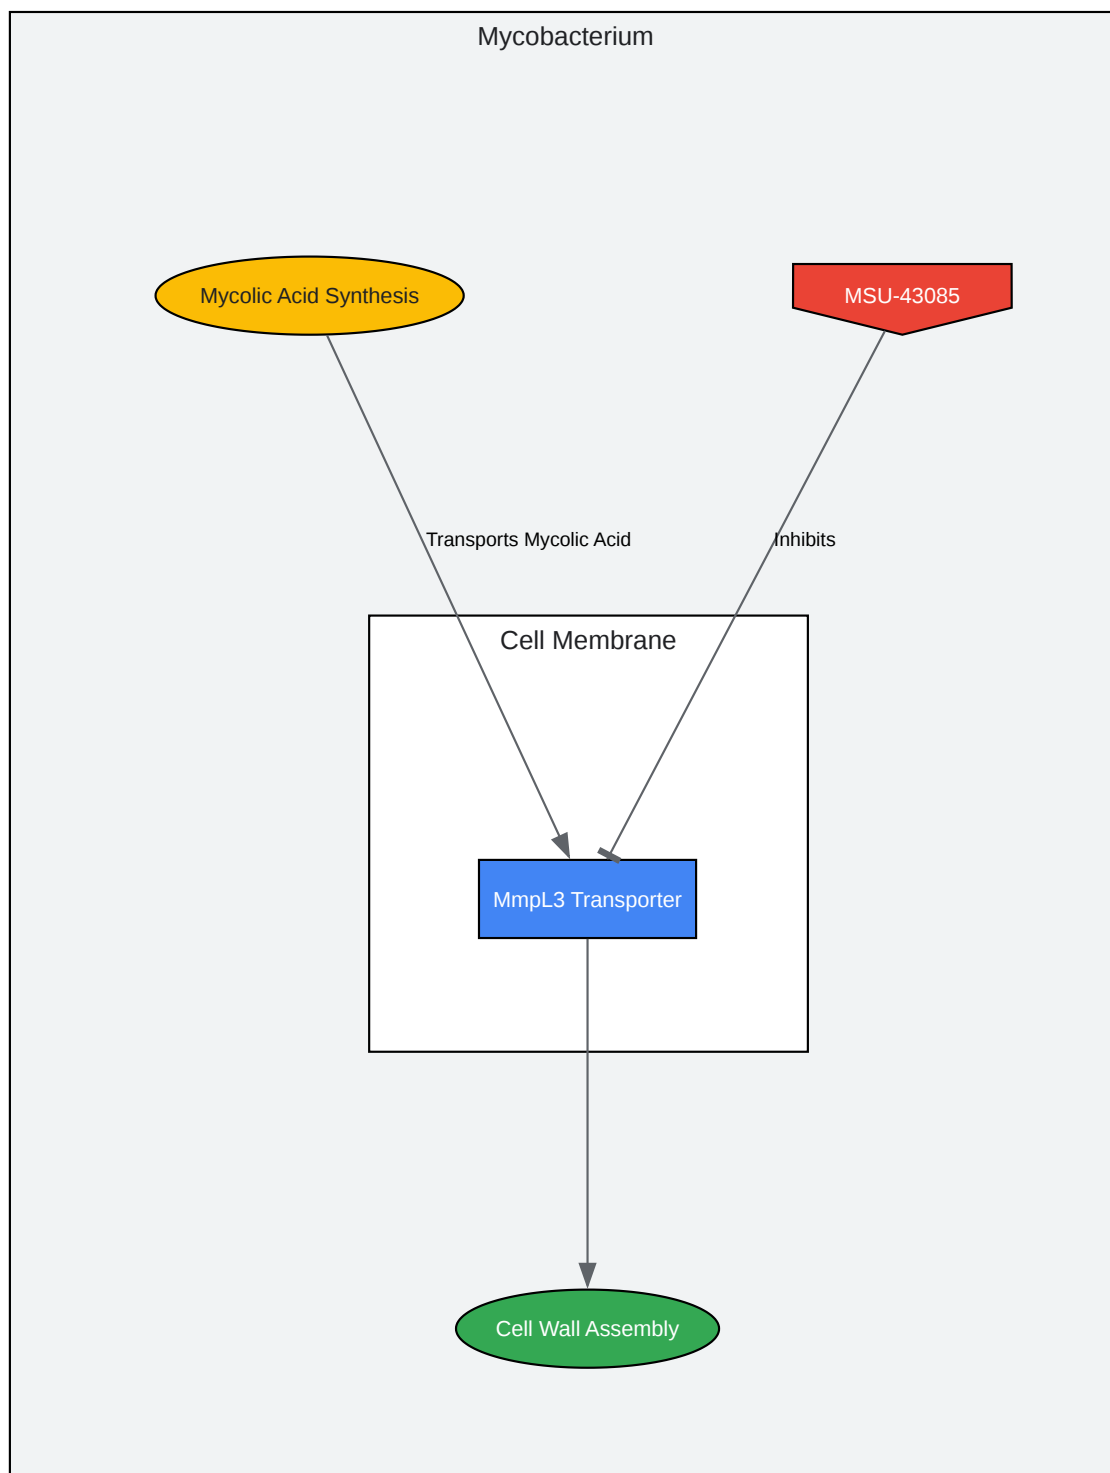 Mycobacterium
Mycolic Acid Synthesis
MSU-43085
Transports Mycolic Acid
Inhibits
Cell Membrane
MmpL3 Transporter
Cell Wall Assembly